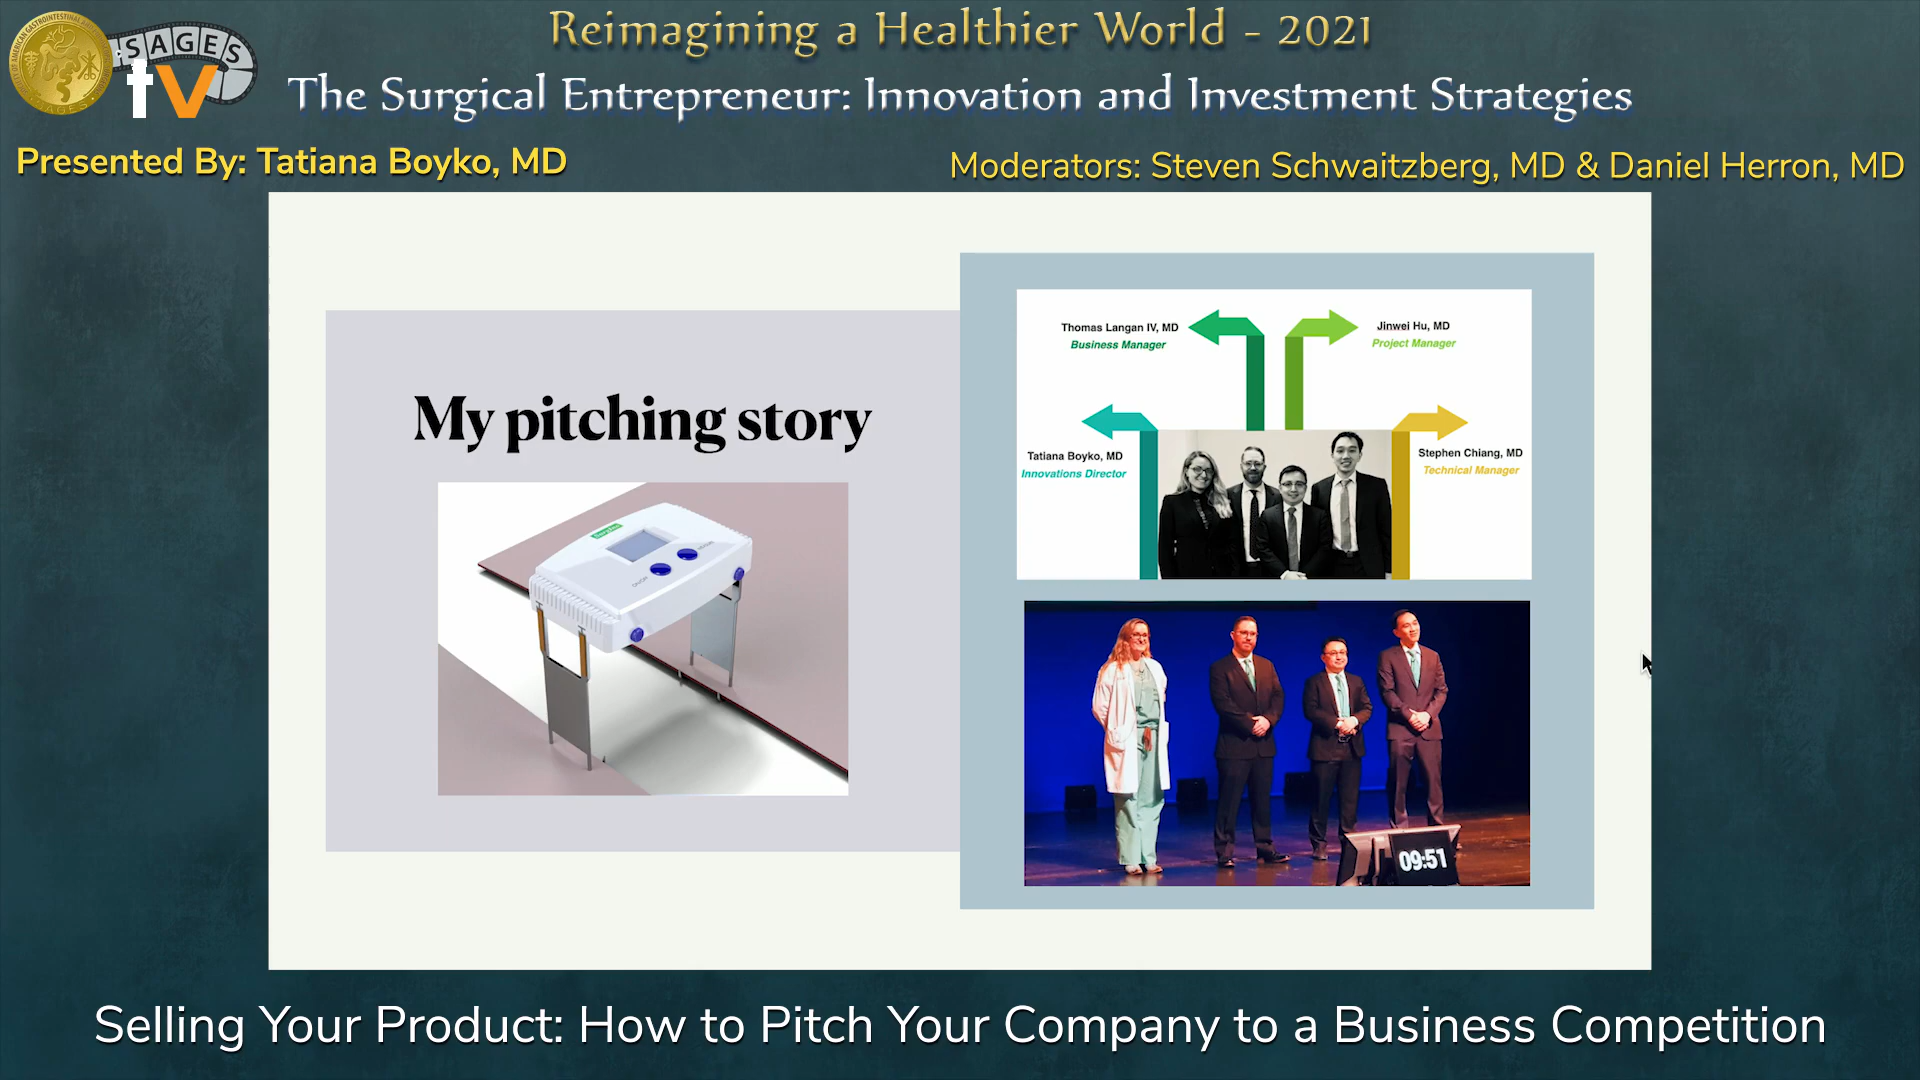 SAGES
tv
Reimagining a Healthier World - 2021
The Surgical Entrepreneur: Innovation and Investment Strategies
Presented By: Tatiana Boyko, MD
Moderators: Steven Schwaitzberg, MD & Daniel Herron, MD
My pitching story
Thomas Langan IV, MD
Business Manager
Jinwei Hu, MD
Project Manager
Tatiana Boyko, MD
Innovations Director
Stephen Chiang, MD
Technical Manager
09:51
Selling Your Product: How to Pitch Your Company to a Business Competition